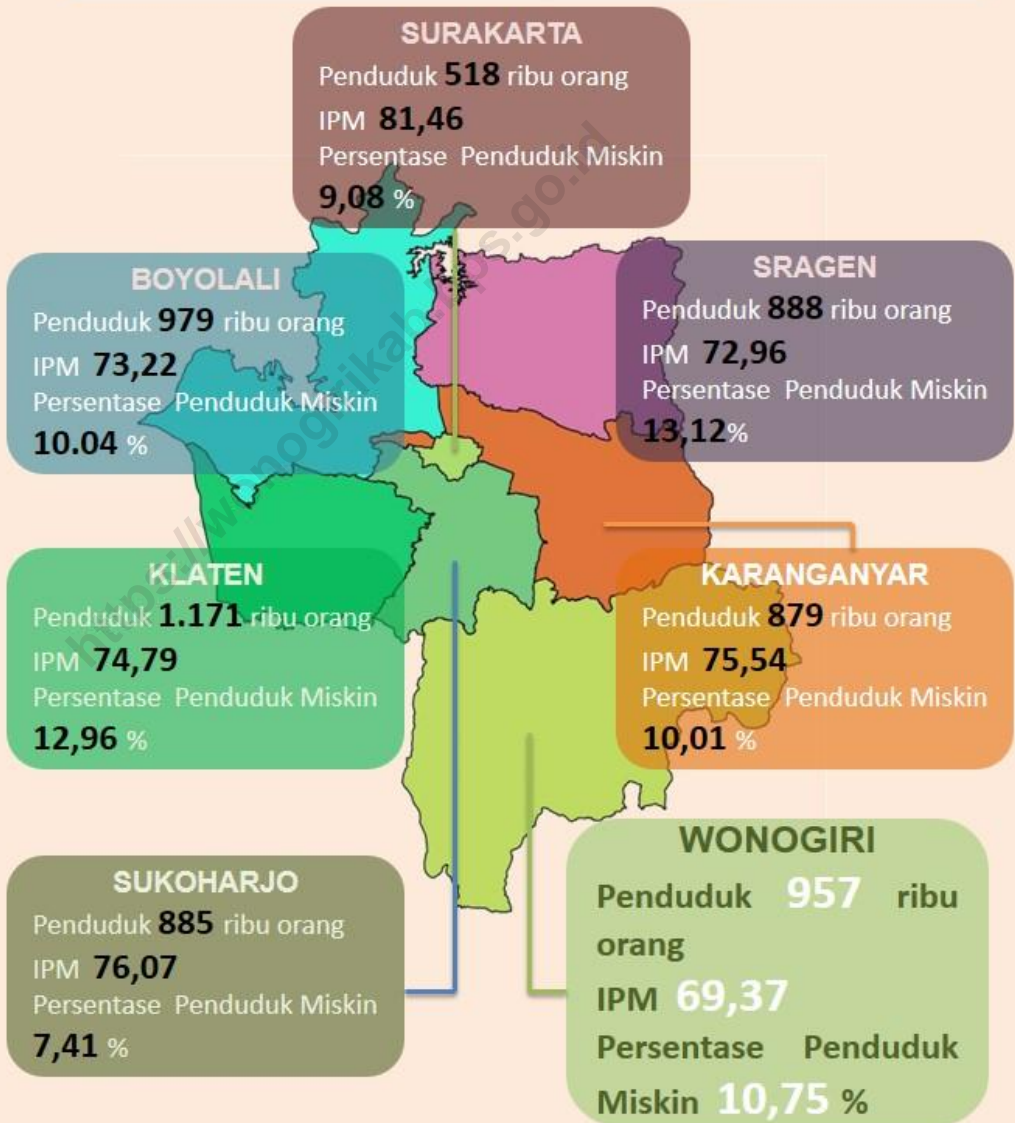 SURAKARTA
Penduduk 518 ribu orang
IPM 81,46
Persentase Penduduk Miskin
9,08 %
BOYOLALI
Penduduk 979 ribu orang
IPM 73,22
Persentase Penduduk Miskin
10.04 %
SRAGEN
Penduduk 888 ribu orang
IPM 72,96
Persentase Penduduk Miskin
13,12%
KLATEN
Penduduk 1.171 ribu orang
IPM 74,79
Persentase Penduduk Miskin
12,96 %
KARANGANYAR
Penduduk 879 ribu orang
IPM 75,54
Persentase Penduduk Miskin
10,01 %
SUKOHARJO
Penduduk 885 ribu orang
IPM 76,07
Persentase Penduduk Miskin
7,41 %
WONOGIRI
Penduduk 957 ribu
orang
IPM 69,37
Persentase Penduduk
Miskin 10,75 %